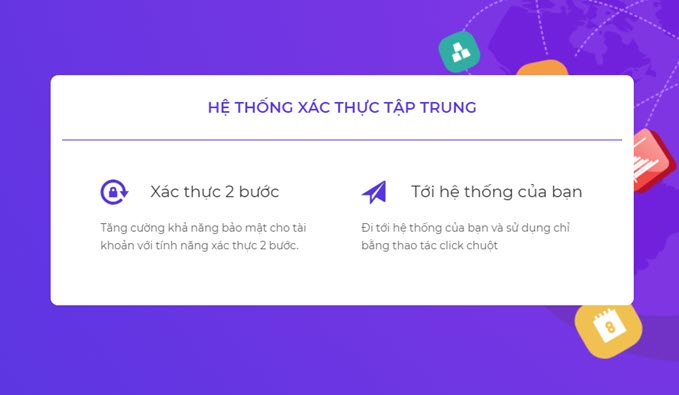 HỆ THỐNG XÁC THỰC TẬP TRUNG
Xác thực 2 bước
Tăng cường khả năng bảo mật cho tài
khoản với tính năng xác thực 2 bước.
Tới hệ thống của bạn
Đi tới hệ thống của bạn và sử dụng chỉ
bằng thao tác click chuột
8